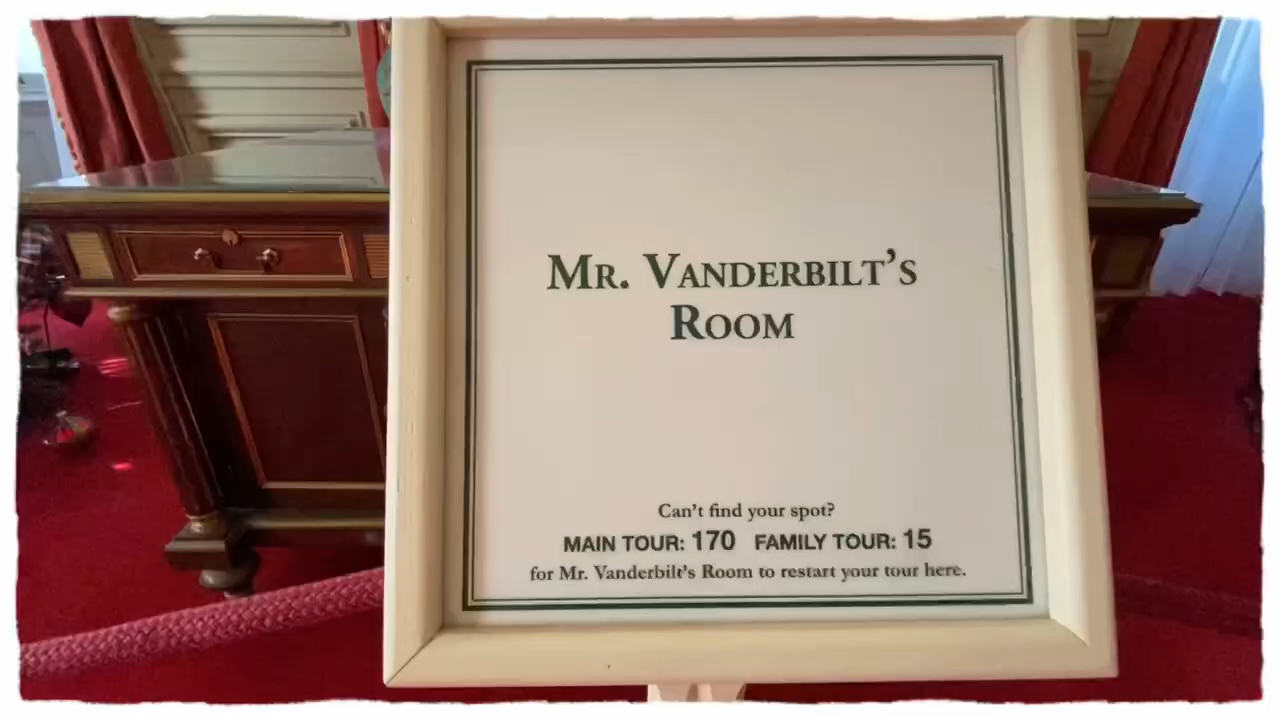 Mr. Vanderbilt's
Room
Can't find your spot?
MAIN TOUR: 170 FAMILY TOUR: 15
for Mr. Vanderbilt's Room to restart your tour here.